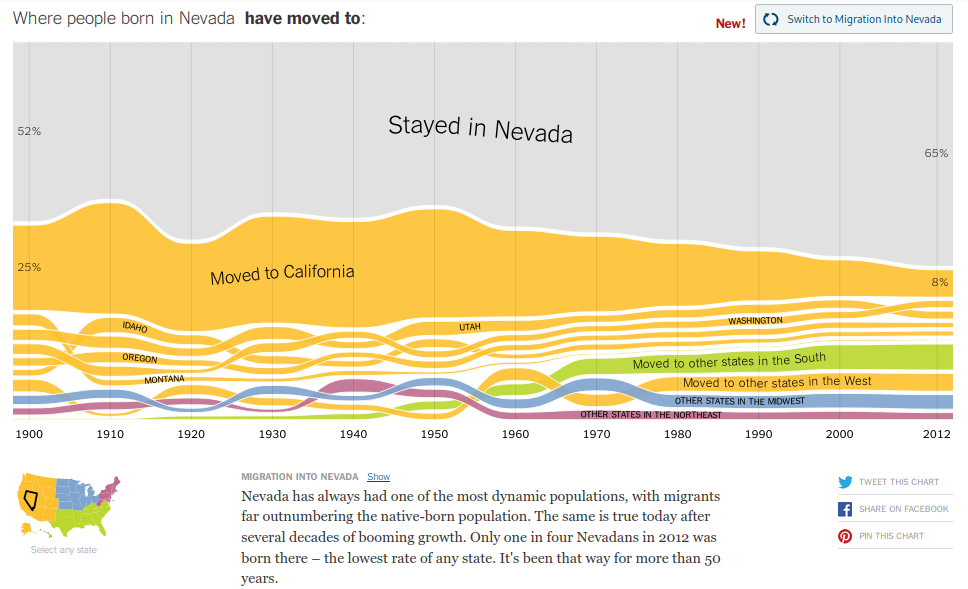 Where people born in Nevada have moved to:
New!
Switch to Migration Into Nevada
Stayed in Nevada
52%
65%
25%
Moved to California
8%
IDAHO
UTAH
WASHINGTON
OREGON
Moved to other states in the South
MONTANA
Moved to other states in the West
OTHER STATES IN THE MIDWEST
OTHER STATES IN THE NORTHEAST
1900 1910 1920 1930 1940 1950 1960 1970 1980 1990 2000 2012
MIGRATION INTO NEVADA Show
Nevada has always had one of the most dynamic populations, with migrants
far outnumbering the native-born population. The same is true today after
several decades of booming growth. Only one in four Nevadans in 2012 was
born there – the lowest rate of any state. It's been that way for more than 50
years.
Select any state
TWEET THIS CHART
SHARE ON FACEBOOK
PIN THIS CHART